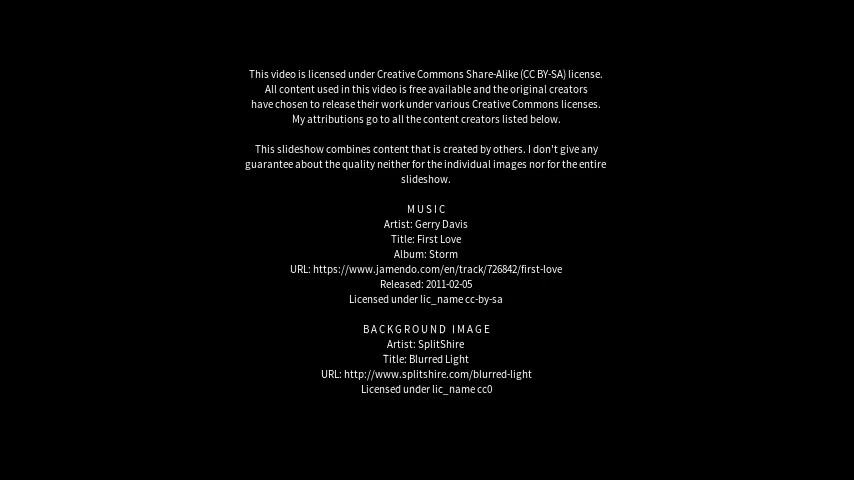 This video is licensed under Creative Commons Share-Alike (CC BY-SA) license.
All content used in this video is free available and the original creators
have chosen to release their work under various Creative Commons licenses.
My attributions go to all the content creators listed below.
This slideshow combines content that is created by others. I don't give any
guarantee about the quality neither for the individual images nor for the entire
slideshow.
MUSIC
Artist: Gerry Davis
Title: First Love
Album: Storm
URL: https://www.jamendo.com/en/track/726842/first-love
Released: 2011-02-05
Licensed under lic_name cc-by-sa
BACKGROUND IMAGE
Artist: SplitShire
Title: Blurred Light
URL: http://www.splitshire.com/blurred-light
Licensed under lic_name cc0